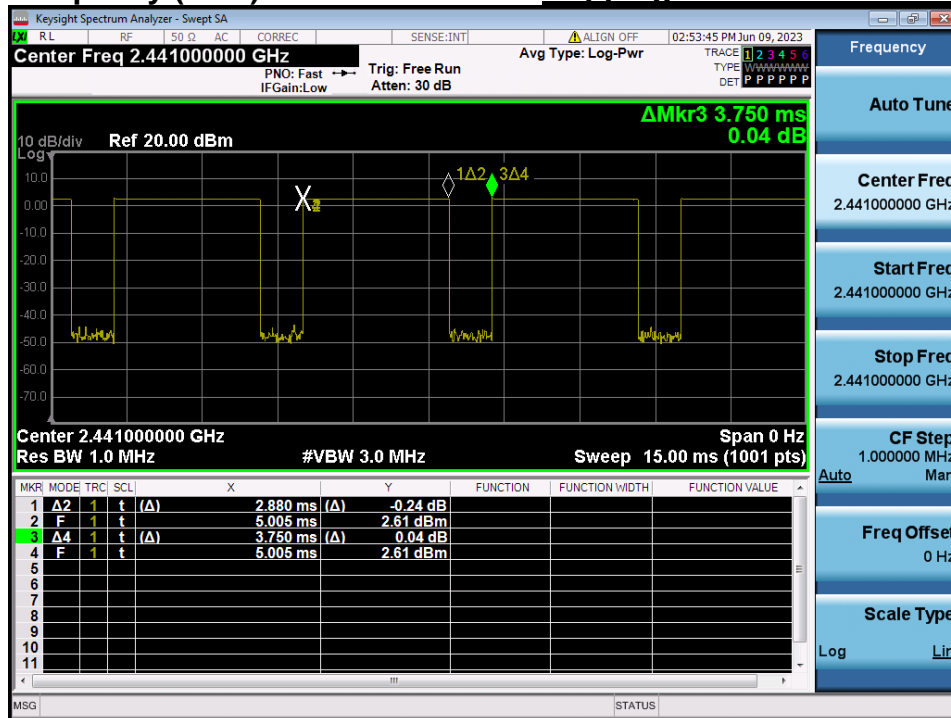 Keysight Spectrum Analyzer - Swept SA
RL RF 50 Ω AC CORREC SENSE:INT ALIGN OFF 02:53:45 PM Jun 09, 2023
Center Freq 2.441000000 GHz
PNO: Fast
IFGain:Low
Trig: Free Run
Atten: 30 dB
Avg Type: Log-Pwr
TRACE 1 2 3 4 5 6
TYPE WWWWWW
DET P P P P P P
ΔMkr3 3.750 ms
0.04 dB
10 dB/div Ref 20.00 dBm
Log
1Δ2 3Δ4
10.0
0.00
-10.0
-20.0
-30.0
-40.0
-50.0
-60.0
-70.0
X
Center 2.441000000 GHz Span 0 Hz
Res BW 1.0 MHz #VBW 3.0 MHz Sweep 15.00 ms (1001 pts)
MKR MODE TRC SCL X Y FUNCTION FUNCTION WIDTH FUNCTION VALUE
1 Δ2 1 t (Δ) 2.880 ms (Δ) -0.24 dB
2 F 1 t 5.005 ms 2.61 dBm
3 Δ4 1 t (Δ) 3.750 ms (Δ) 0.04 dB
4 F 1 t 5.005 ms 2.61 dBm
5
6
7
8
9
10
11
MSG STATUS
Frequency
Auto Tune
Center Freq
2.441000000 GHz
Start Freq
2.441000000 GHz
Stop Freq
2.441000000 GHz
CF Step
1.000000 MHz
Auto Man
Freq Offset
0 Hz
Scale Type
Log Lin